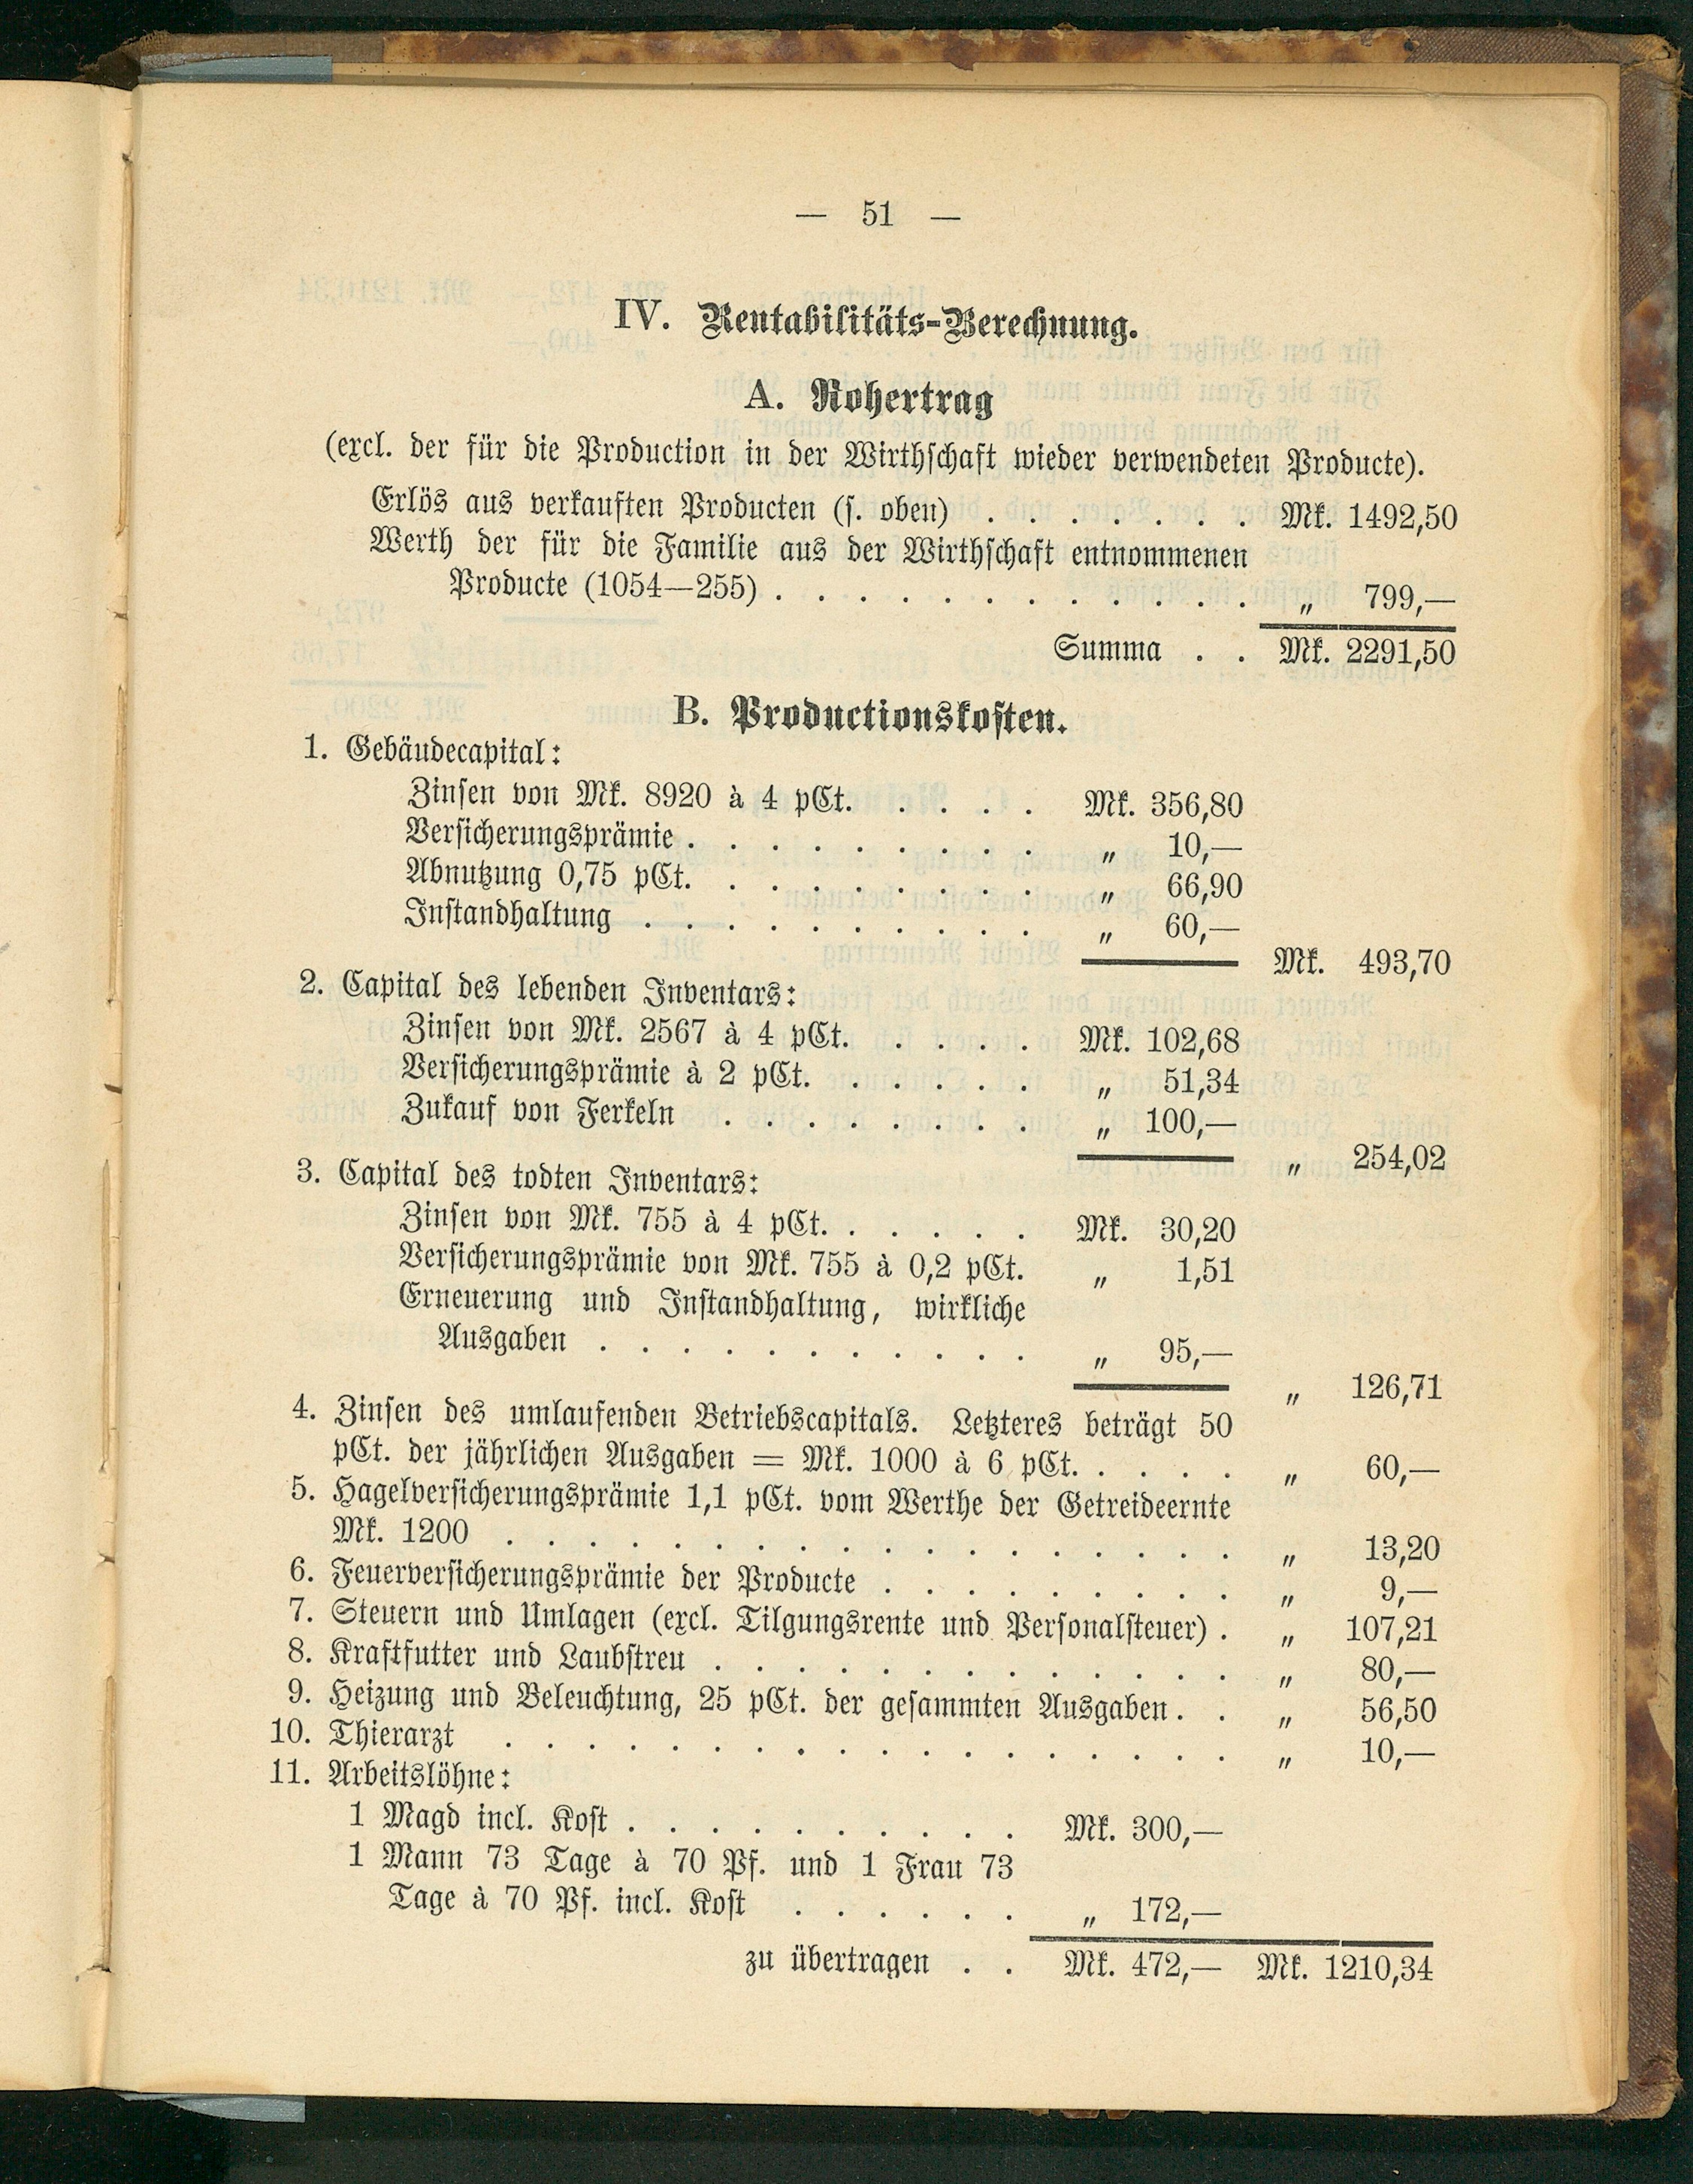 — 51 —
IV. Rentabilitäts-Berechnung.
A. Rohertrag
(excl. der für die Production in der Wirthschaft wieder verwendeten Producte).
Erlös aus verkauften Producten (s. oben) . . . . . . . Mk. 1492,50
Werth der für die Familie aus der Wirthschaft entnommenen
Producte (1054—255) . . . . . . . . . . . . „ 799,—
Summa . . Mk. 2291,50
B. Productionskosten.
1. Gebäudecapital:
Zinsen von Mk. 8920 à 4 pCt. . . . . Mk. 356,80
Versicherungsprämie . . . . . . . . . „ 10,—
Abnutzung 0,75 pCt. . . . . . . . . „ 66,90
Instandhaltung . . . . . . . . . . „ 60,—
Mk. 493,70
2. Capital des lebenden Inventars:
Zinsen von Mk. 2567 à 4 pCt. . . . . Mk. 102,68
Versicherungsprämie à 2 pCt. . . . . . „ 51,34
Zukauf von Ferkeln . . . . . . . . „ 100,—
„ 254,02
3. Capital des todten Inventars:
Zinsen von Mk. 755 à 4 pCt. . . . . . Mk. 30,20
Versicherungsprämie von Mk. 755 à 0,2 pCt. „ 1,51
Erneuerung und Instandhaltung, wirkliche
Ausgaben . . . . . . . . . . . „ 95,—
„ 126,71
4. Zinsen des umlaufenden Betriebscapitals. Letzteres beträgt 50
pCt. der jährlichen Ausgaben = Mk. 1000 à 6 pCt. . . . . „ 60,—
5. Hagelversicherungsprämie 1,1 pCt. vom Werthe der Getreideernte
Mk. 1200 . . . . . . . . . . . . . . . . . . „ 13,20
6. Feuerversicherungsprämie der Producte . . . . . . . . . „ 9,—
7. Steuern und Umlagen (excl. Tilgungsrente und Personalsteuer) . „ 107,21
8. Kraftfutter und Laubstreu . . . . . . . . . . . . . „ 80,—
9. Heizung und Beleuchtung, 25 pCt. der gesammten Ausgaben . . „ 56,50
10. Thierarzt . . . . . . . . . . . . . . . . . . „ 10,—
11. Arbeitslöhne:
1 Magd incl. Kost . . . . . . . . . . Mk. 300,—
1 Mann 73 Tage à 70 Pf. und 1 Frau 73
Tage à 70 Pf. incl. Kost . . . . . . „ 172,—
zu übertragen . . Mk. 472,— Mk. 1210,34